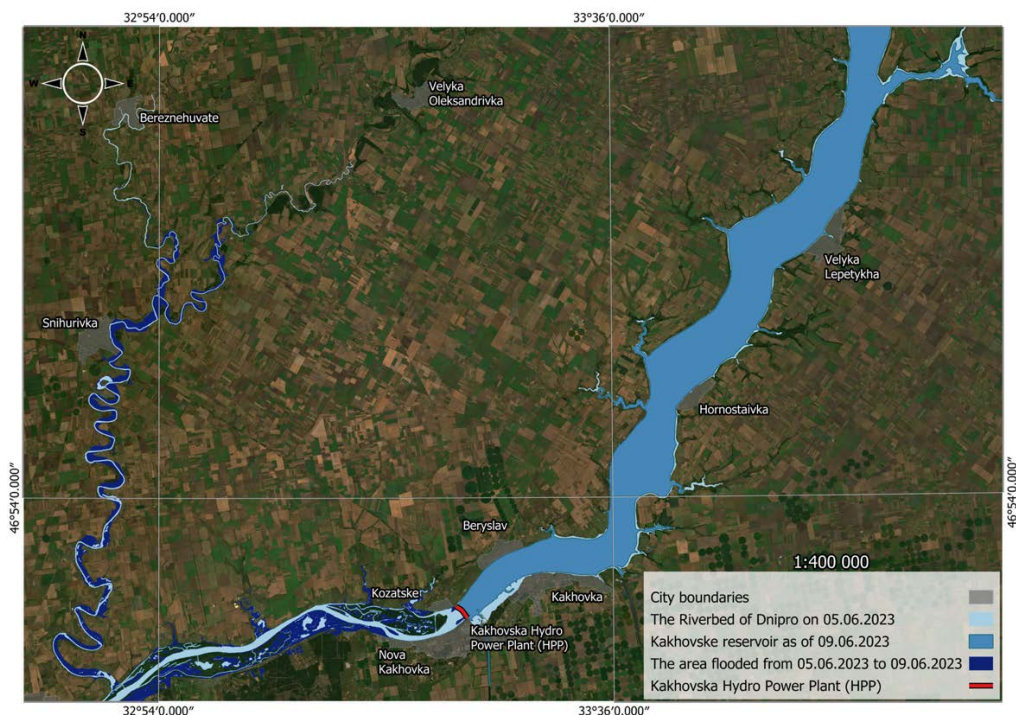 32°54'0.000"
33°36'0.000"
N
W
E
S
Velyka
Oleksandrivka
Bereznehuvate
Velyka
Lepetykha
Snihurivka
Hornostaivka
46°54'0.000"
46°54'0.000"
Beryslav
1:400 000
Kozatske
Kakhovka
Kakhovska Hydro
Power Plant (HPP)
Nova
Kakhovka
City boundaries
The Riverbed of Dnipro on 05.06.2023
Kakhovske reservoir as of 09.06.2023
The area flooded from 05.06.2023 to 09.06.2023
Kakhovska Hydro Power Plant (HPP)
32°54'0.000"
33°36'0.000"